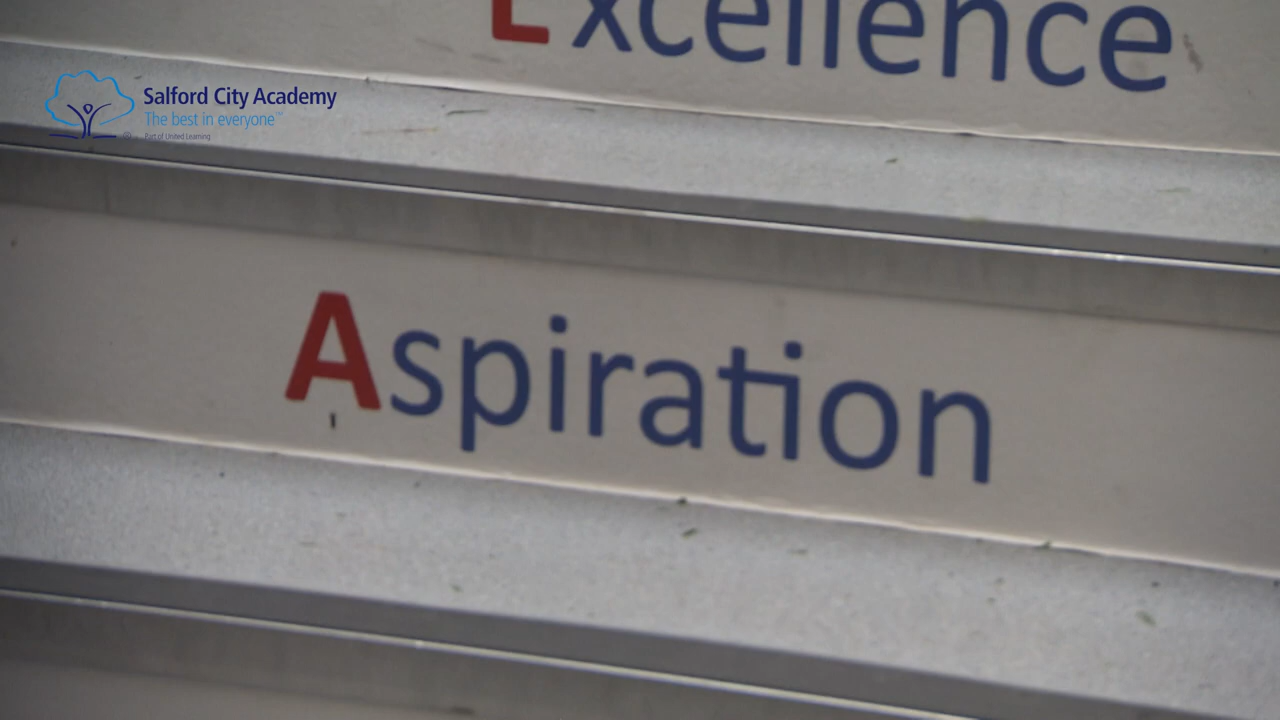 Excellence
Salford City Academy
The best in everyone™
Part of United Learning
Aspiration